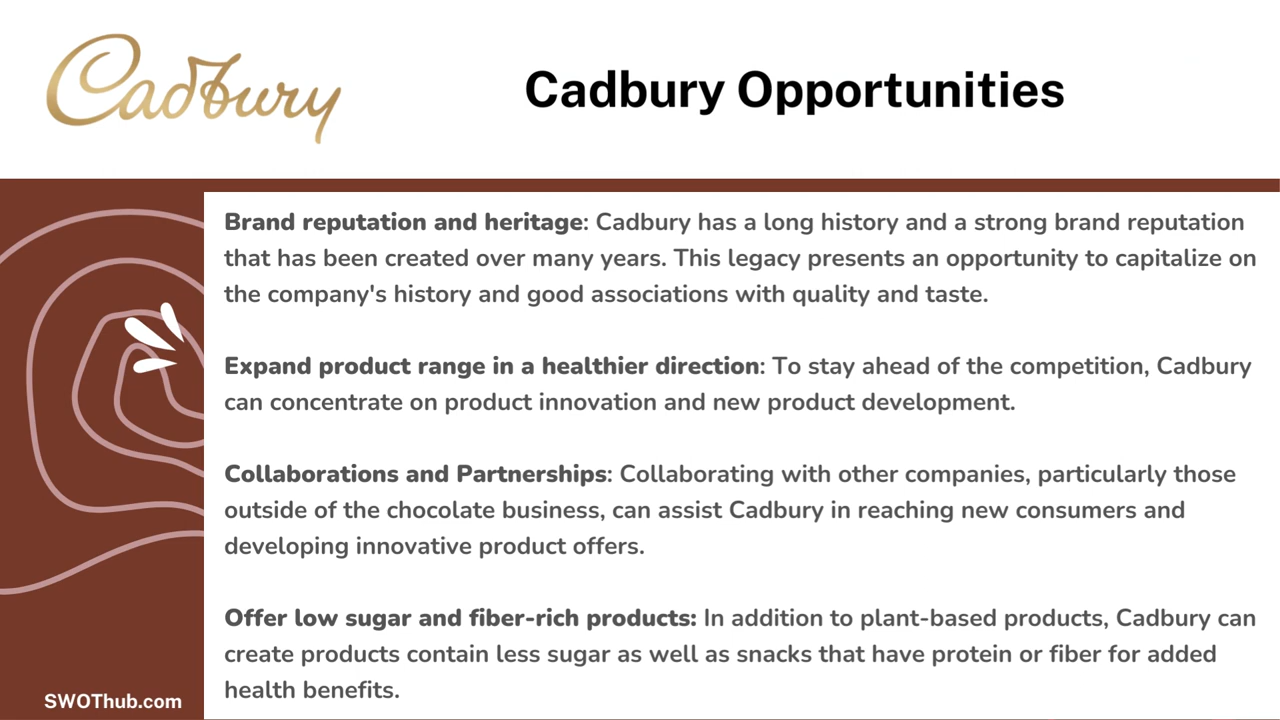 Cadbury
Cadbury Opportunities
Brand reputation and heritage: Cadbury has a long history and a strong brand reputation
that has been created over many years. This legacy presents an opportunity to capitalize on
the company's history and good associations with quality and taste.
Expand product range in a healthier direction: To stay ahead of the competition, Cadbury
can concentrate on product innovation and new product development.
Collaborations and Partnerships: Collaborating with other companies, particularly those
outside of the chocolate business, can assist Cadbury in reaching new consumers and
developing innovative product offers.
Offer low sugar and fiber-rich products: In addition to plant-based products, Cadbury can
create products contain less sugar as well as snacks that have protein or fiber for added
health benefits.
SWOThub.com